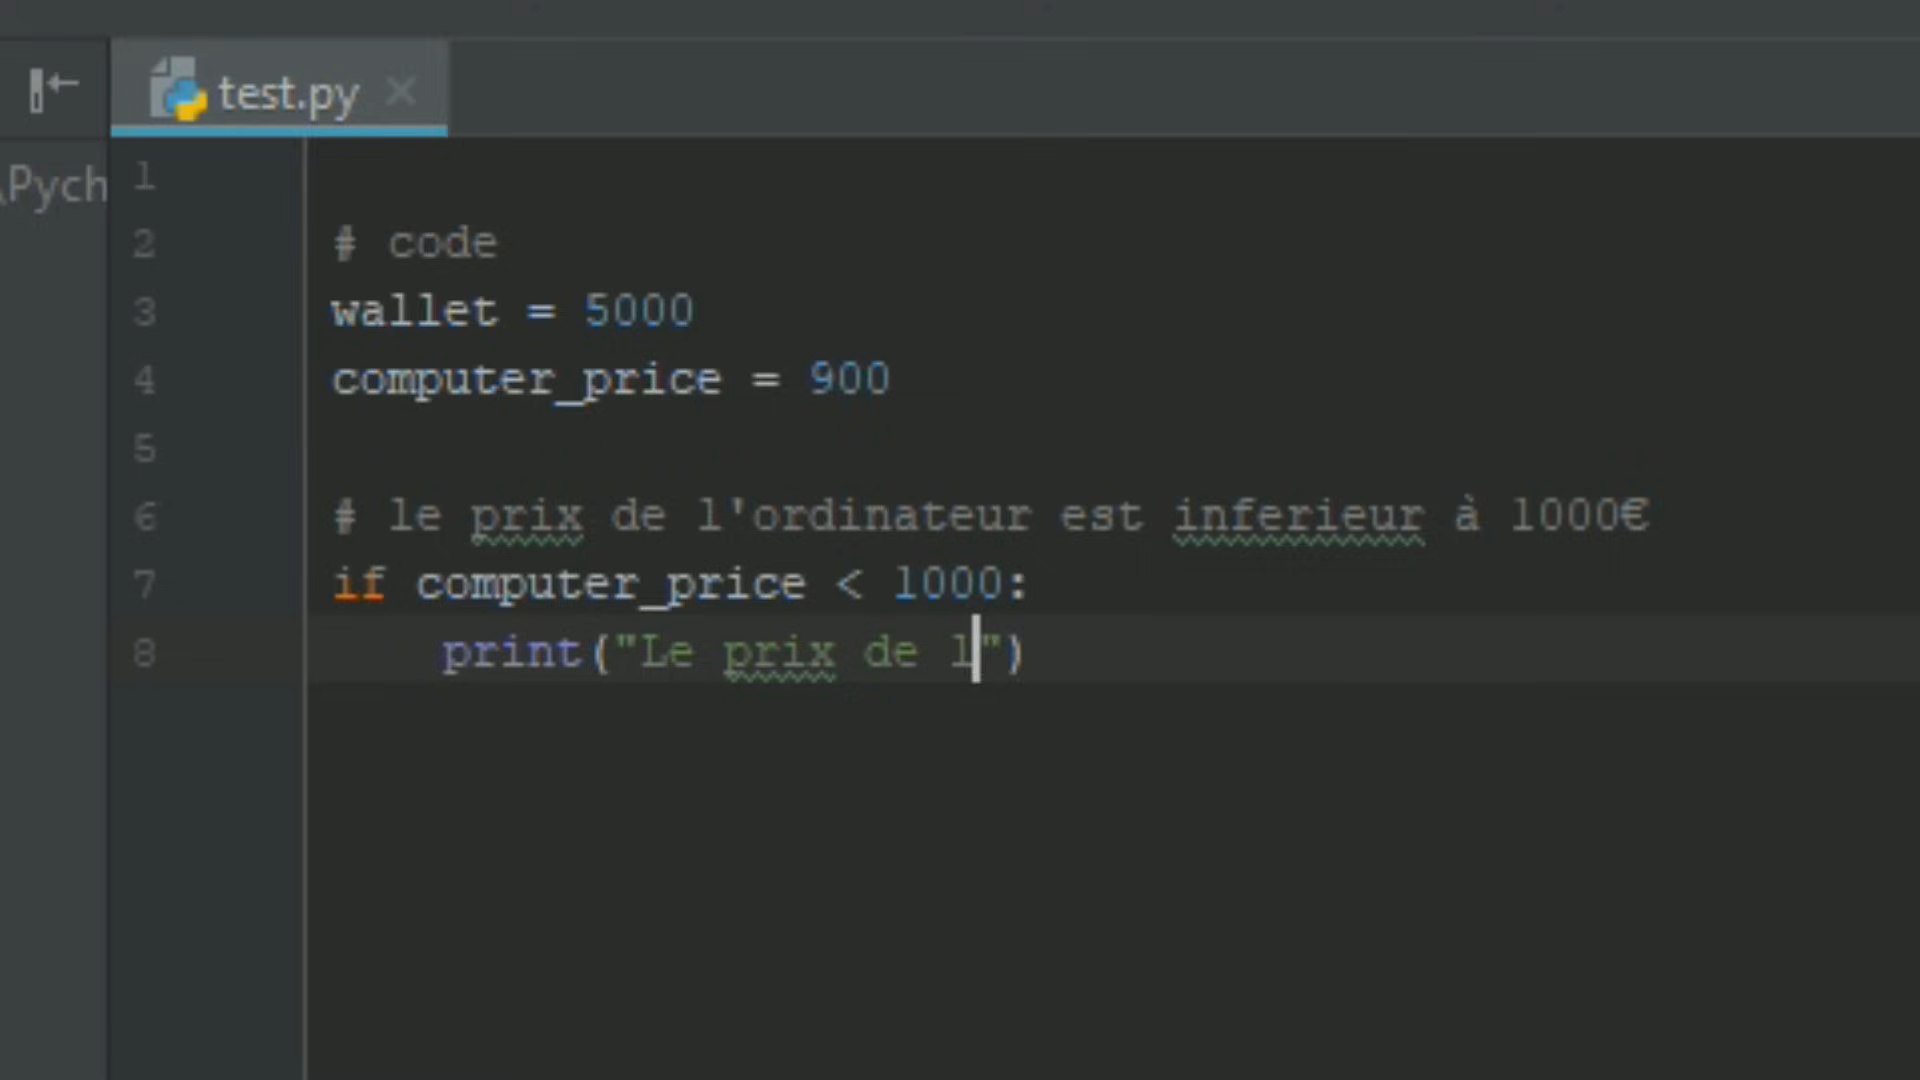 test.py
\Pych
1
2 # code
3 wallet = 5000
4 computer_price = 900
5
6 # le prix de l'ordinateur est inferieur à 1000€
7 if computer_price < 1000:
8 print("Le prix de l")